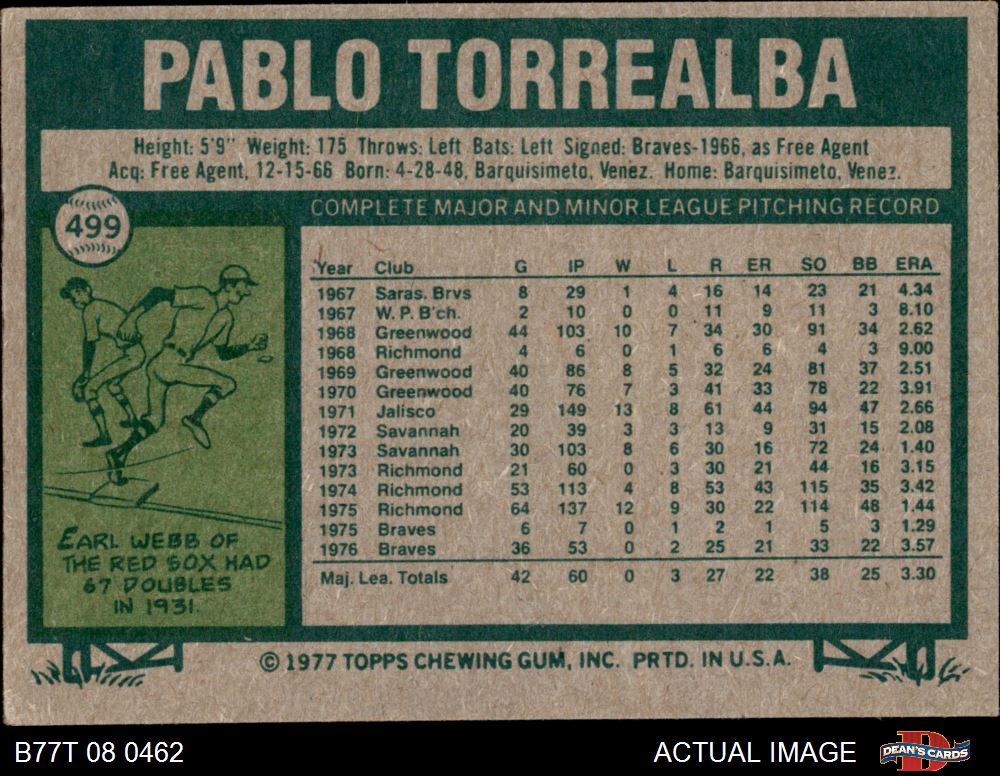 PABLO TORREALBA
Height: 5'9" Weight: 175 Throws: Left Bats: Left Signed: Braves-1966, as Free Agent
Acq: Free Agent, 12-15-66 Born: 4-28-48, Barquisimeto, Venez. Home: Barquisimeto, Venez.
499
COMPLETE MAJOR AND MINOR LEAGUE PITCHING RECORD
Year Club G IP W L R ER SO BB ERA
1967 Saras. Brvs 8 29 1 4 16 14 23 21 4.34
1967 W. P. B'ch. 2 10 0 0 11 9 11 3 8.10
1968 Greenwood 44 103 10 7 34 30 91 34 2.62
1968 Richmond 4 6 0 1 6 6 4 3 9.00
1969 Greenwood 40 86 8 5 32 24 81 37 2.51
1970 Greenwood 40 76 7 3 41 33 78 22 3.91
1971 Jalisco 29 149 13 8 61 44 94 47 2.66
1972 Savannah 20 39 3 3 13 9 31 15 2.08
1973 Savannah 30 103 8 6 30 16 72 24 1.40
1973 Richmond 21 60 0 3 30 21 44 16 3.15
1974 Richmond 53 113 4 8 53 43 115 35 3.42
1975 Richmond 64 137 12 9 30 22 114 48 1.44
1975 Braves 6 7 0 1 2 1 5 3 1.29
1976 Braves 36 53 0 2 25 21 33 22 3.57
Maj. Lea. Totals 42 60 0 3 27 22 38 25 3.30
EARL WEBB OF
THE RED SOX HAD
67 DOUBLES
IN 1931.
© 1977 TOPPS CHEWING GUM, INC. PRTD. IN U.S.A.
B77T 08 0462 ACTUAL IMAGE DEAN'S CARDS